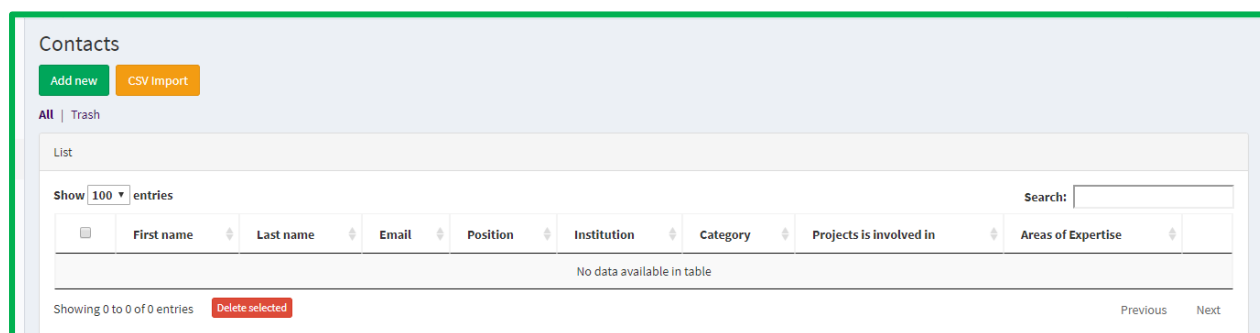 Contacts
Add new CSV Import
All | Trash
List
Show 100 entries Search:
First name Last name Email Position Institution Category Projects is involved in Areas of Expertise
No data available in table
Showing 0 to 0 of 0 entries Delete selected Previous Next